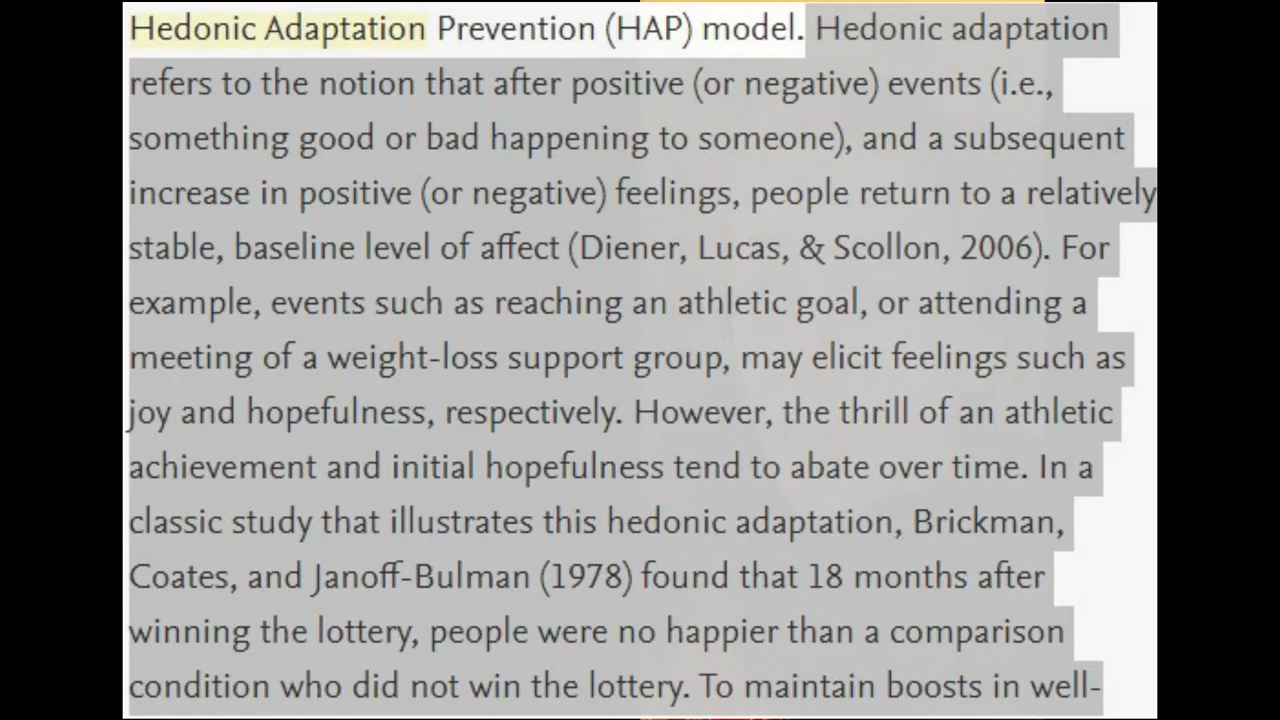 Hedonic Adaptation Prevention (HAP) model. Hedonic adaptation
refers to the notion that after positive (or negative) events (i.e.,
something good or bad happening to someone), and a subsequent
increase in positive (or negative) feelings, people return to a relatively
stable, baseline level of affect (Diener, Lucas, & Scollon, 2006). For
example, events such as reaching an athletic goal, or attending a
meeting of a weight-loss support group, may elicit feelings such as
joy and hopefulness, respectively. However, the thrill of an athletic
achievement and initial hopefulness tend to abate over time. In a
classic study that illustrates this hedonic adaptation, Brickman,
Coates, and Janoff-Bulman (1978) found that 18 months after
winning the lottery, people were no happier than a comparison
condition who did not win the lottery. To maintain boosts in well-